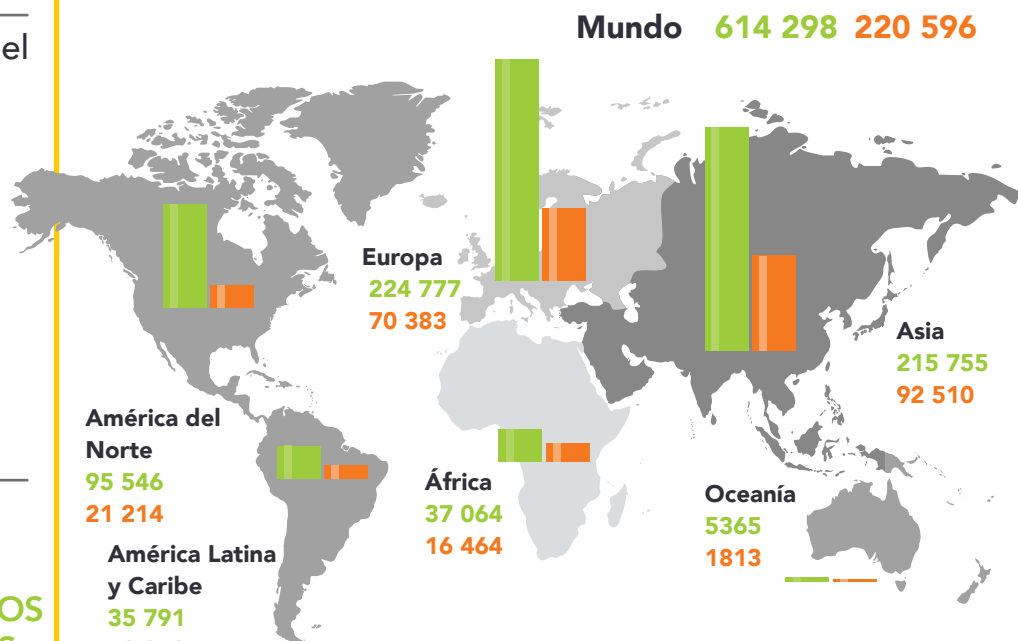 el
Mundo 614 298 220 596
Europa
224 777
70 383
Asia
215 755
92 510
América del
Norte
95 546
21 214
África
37 064
16 464
Oceanía
5365
1813
América Latina
y Caribe
35 791
OS